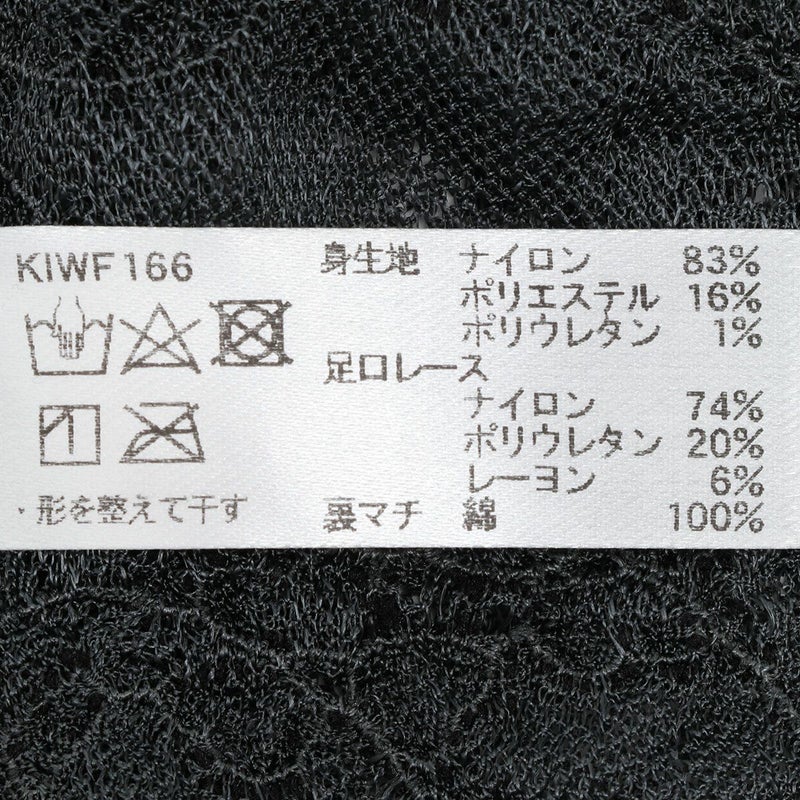 KIWF166
・形を整えて干す
身生地 ナイロン 83%
ポリエステル 16%
ポリウレタン 1%
足口レース
ナイロン 74%
ポリウレタン 20%
レーヨン 6%
裏マチ 綿 100%